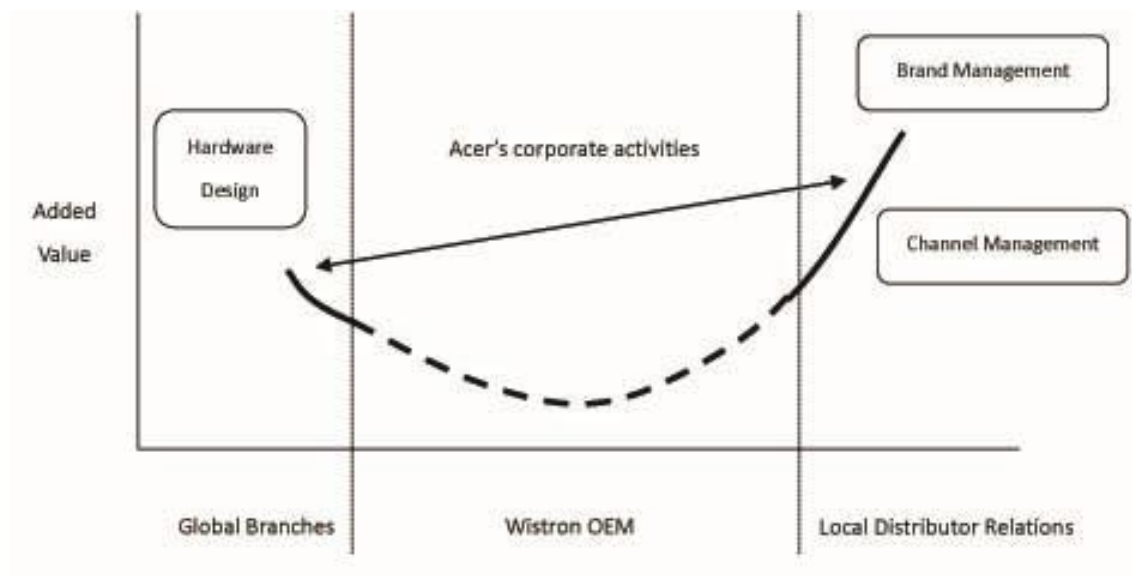 Brand Management
Hardware
Design
Acer's corporate activities
Added
Value
Channel Management
Global Branches
Wistron OEM
Local Distributor Relations